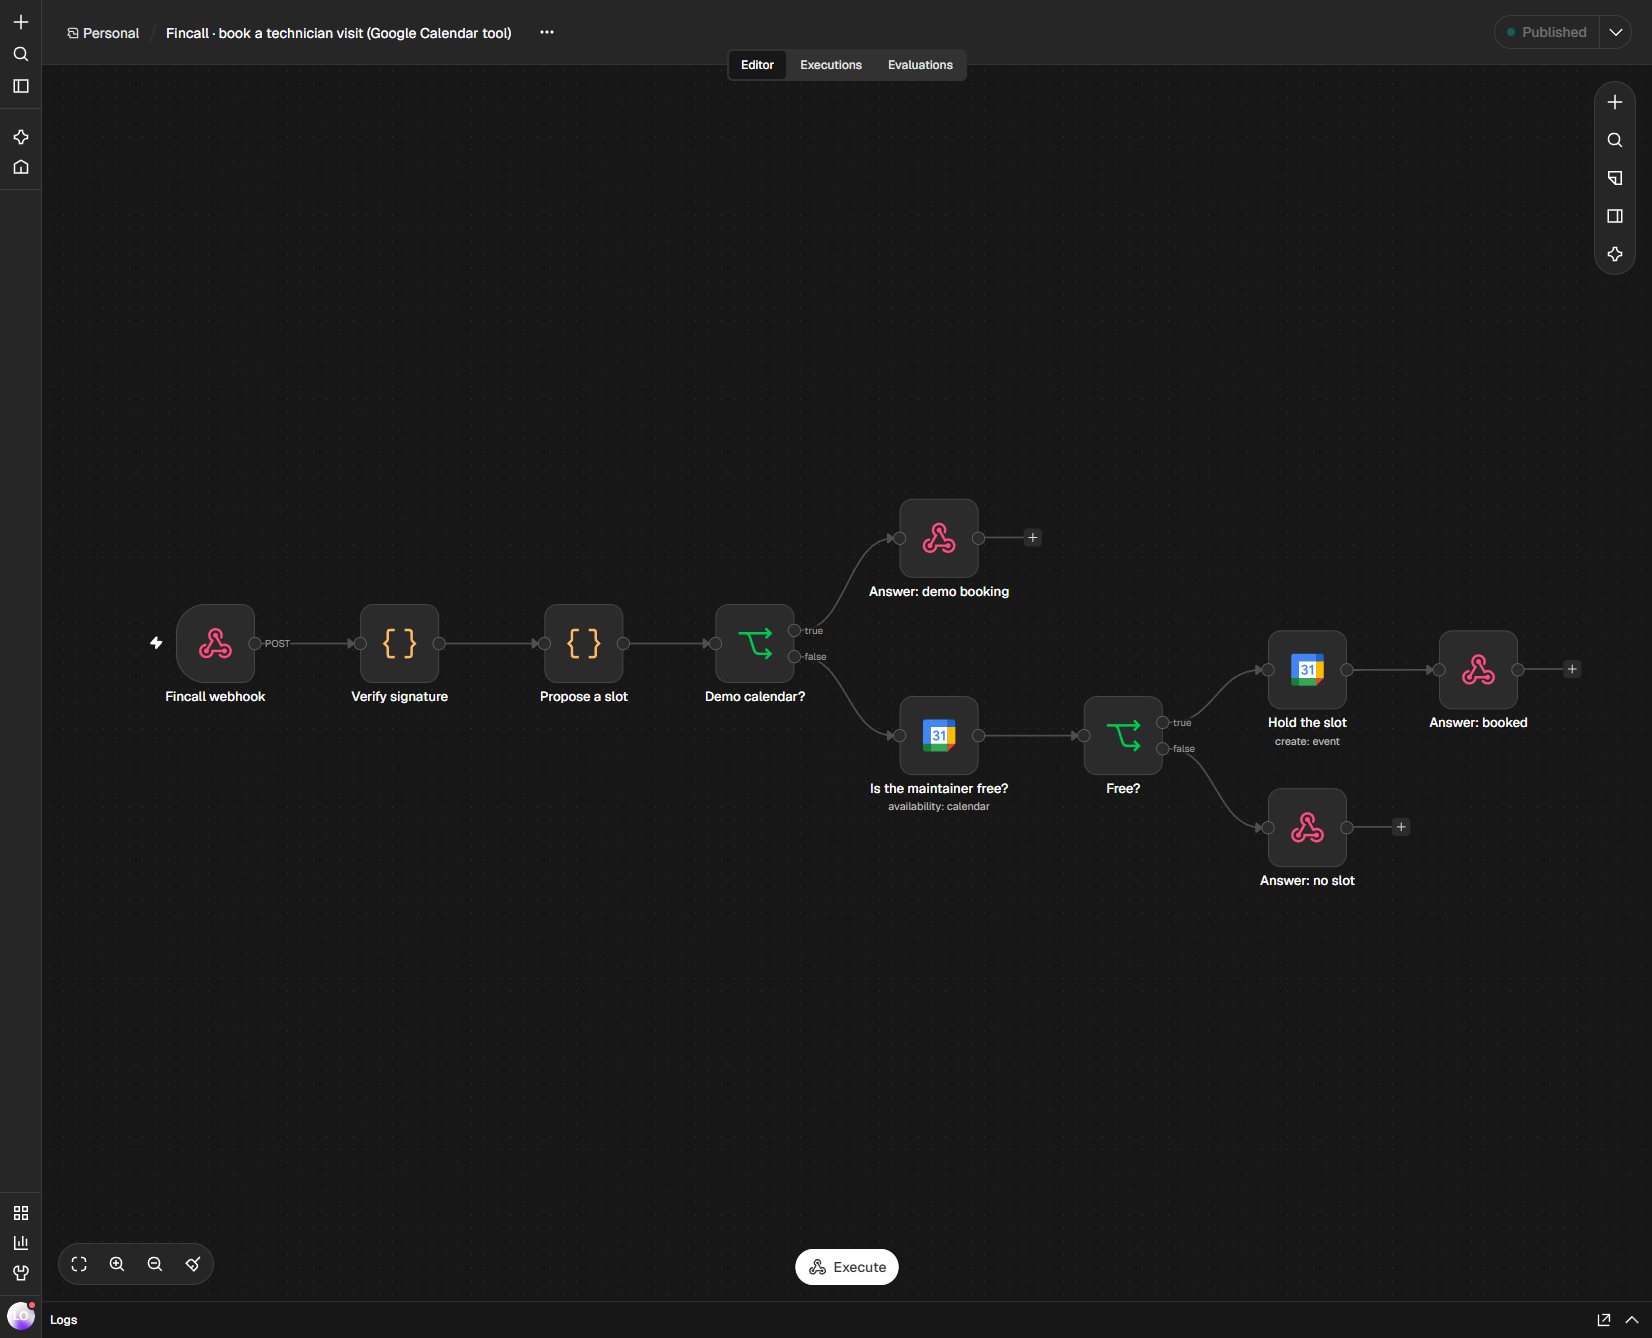 Personal / Fincall · book a technician visit (Google Calendar tool)
Published
Editor
Executions
Evaluations
Answer: demo booking
POST
true
false
Fincall webhook
Verify signature
Propose a slot
Demo calendar?
31
Is the maintainer free?
availability: calendar
true
false
Free?
31
Hold the slot
create: event
Answer: booked
Answer: no slot
Execute
LO
Logs